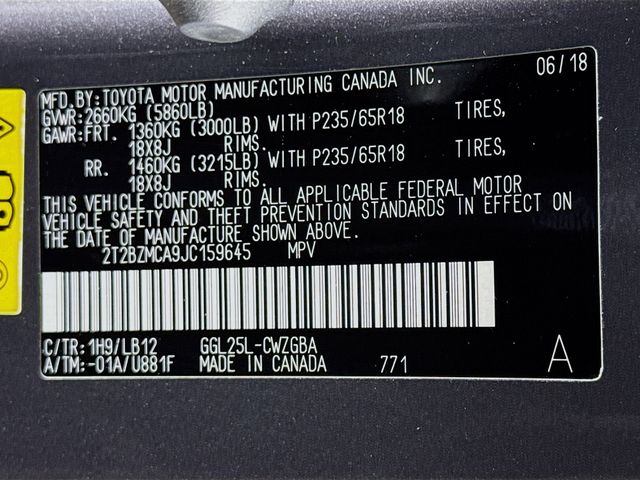 MFD.BY:TOYOTA MOTOR MANUFACTURING CANADA INC. 06/18
GVWR:2660KG (5860LB)
GAWR:FRT. 1360KG (3000LB) WITH P235/65R18 TIRES,
18X8J RIMS.
RR. 1460KG (3215LB) WITH P235/65R18 TIRES,
18X8J RIMS.
THIS VEHICLE CONFORMS TO ALL APPLICABLE FEDERAL MOTOR
VEHICLE SAFETY AND THEFT PREVENTION STANDARDS IN EFFECT ON
THE DATE OF MANUFACTURE SHOWN ABOVE.
2T2BZMCA9JC159645 MPV
C/TR:1H9/LB12 GGL25L-CWZGBA
A/TM:-01A/U881F MADE IN CANADA 771 A